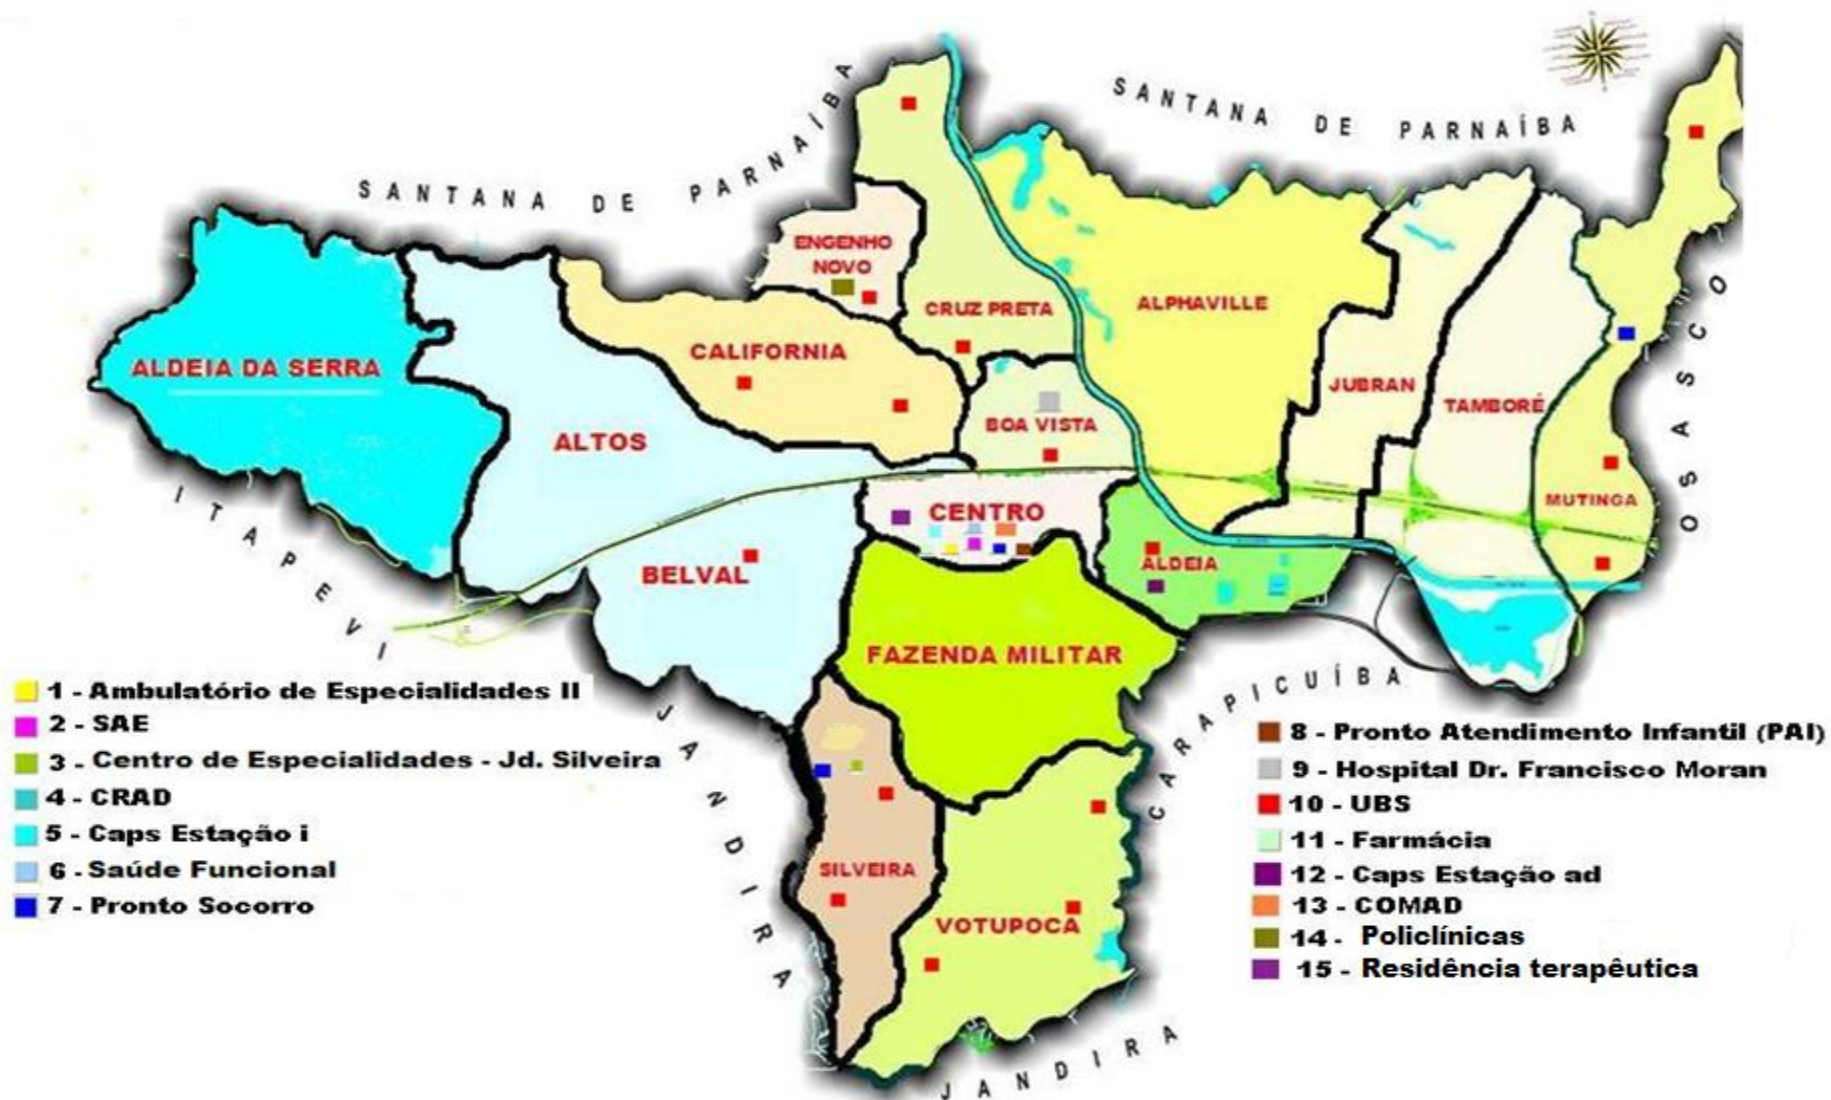 SANTANA DE PARNAÍBA
SANTANA DE PARNAÍBA
ENGENHO
NOVO
CRUZ PRETA
ALPHAVILLE
OSASCO
CALIFORNIA
ALDEIA DA SERRA
JUBRAN
TAMBORÉ
BOA VISTA
ALTOS
MUTINGA
CENTRO
ITAPEVI
ALDEIA
BELVAL
FAZENDA MILITAR
CARAPICUÍBA
JANDIRA
SILVEIRA
VOTUPOCA
JANDIRA
1 - Ambulatório de Especialidades II
2 - SAE
3 - Centro de Especialidades - Jd. Silveira
4 - CRAD
5 - Caps Estação i
6 - Saúde Funcional
7 - Pronto Socorro
8 - Pronto Atendimento Infantil (PAI)
9 - Hospital Dr. Francisco Moran
10 - UBS
11 - Farmácia
12 - Caps Estação ad
13 - COMAD
14 - Policlínicas
15 - Residência terapêutica